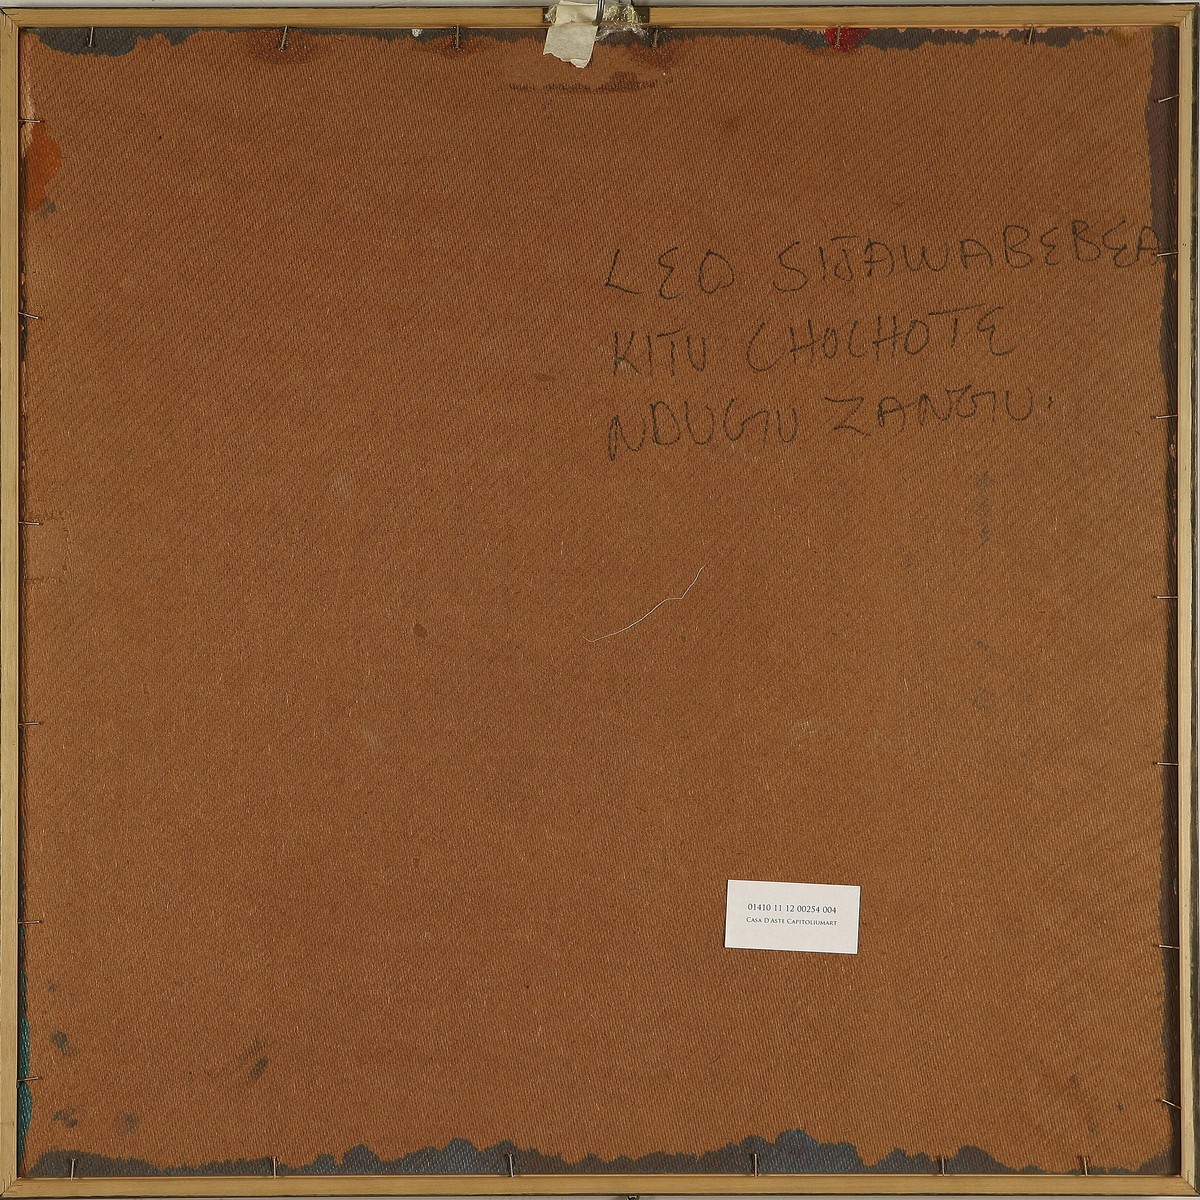 LEO SIJAWABEBEA
KITU CHOCHOTE
NDUGU ZANGU.
01410 11 12 00254 004
CASA D'ASTE CAPITOLIUMART